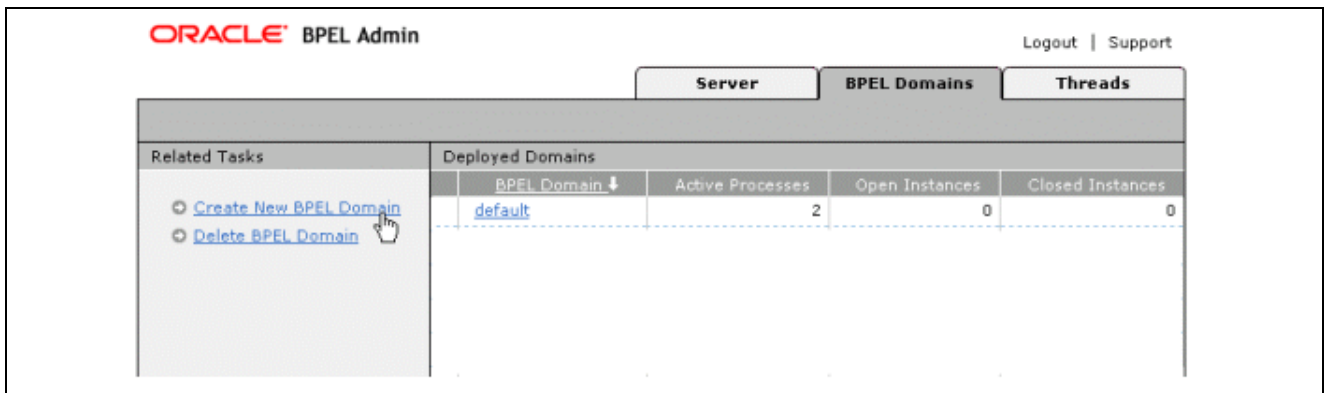 ORACLE BPEL Admin
Logout | Support
Server BPEL Domains Threads
Related Tasks Deployed Domains
BPEL Domain Active Processes Open Instances Closed Instances
Create New BPEL Domain default 2 0 0
Delete BPEL Domain